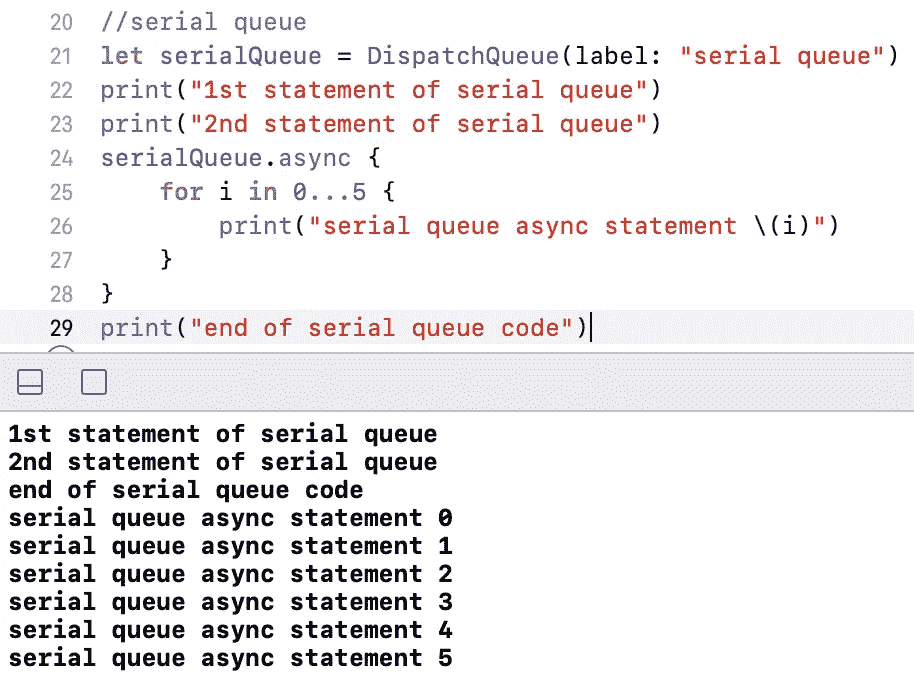 20 //serial queue
21 let serialQueue = DispatchQueue(label: "serial queue")
22 print("1st statement of serial queue")
23 print("2nd statement of serial queue")
24 serialQueue.async {
25     for i in 0...5 {
26         print("serial queue async statement \(i)")
27     }
28 }
29 print("end of serial queue code")
1st statement of serial queue
2nd statement of serial queue
end of serial queue code
serial queue async statement 0
serial queue async statement 1
serial queue async statement 2
serial queue async statement 3
serial queue async statement 4
serial queue async statement 5